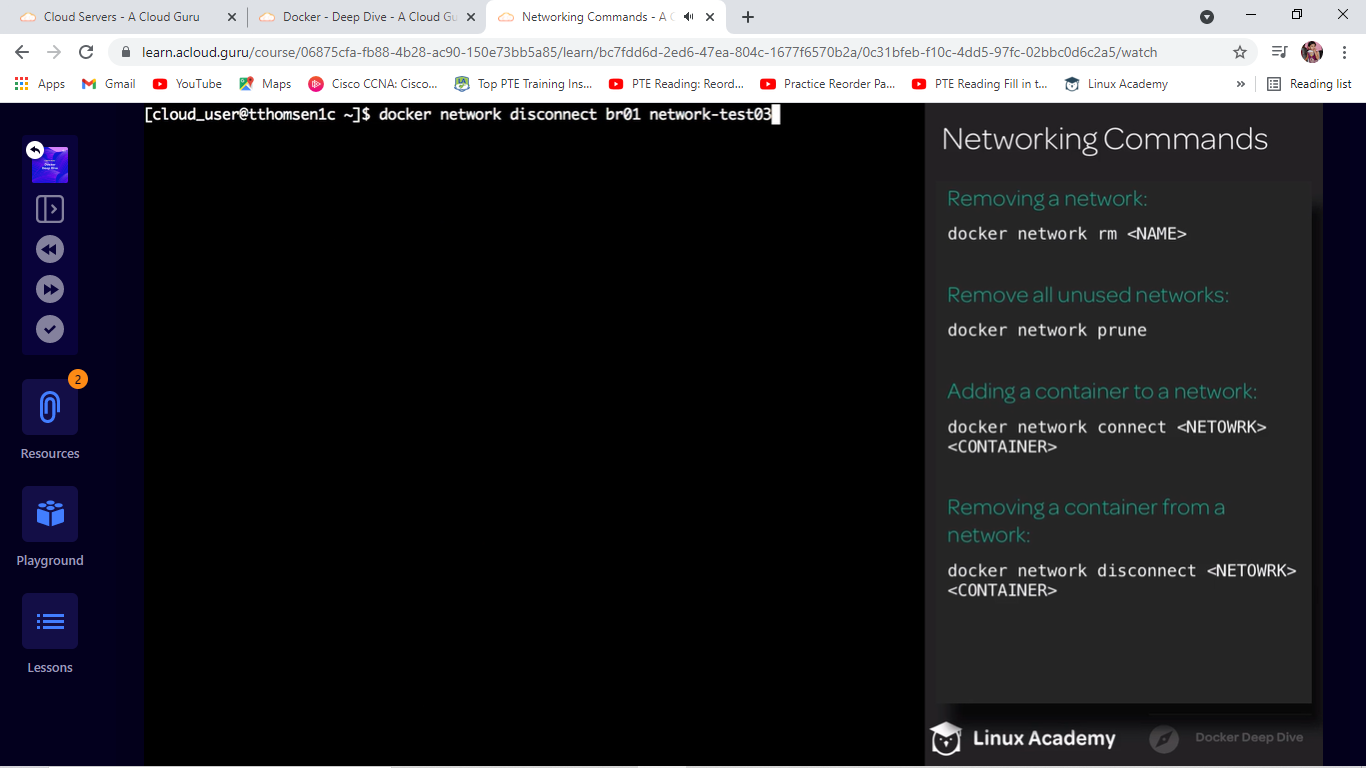 Cloud Servers - A Cloud Guru
Docker - Deep Dive - A Cloud Gu
Networking Commands - A C
learn.acloud.guru/course/06875cfa-fb88-4b28-ac90-150e73bb5a85/learn/bc7fdd6d-2ed6-47ea-804c-1677f6570b2a/0c31bfeb-f10c-4dd5-97fc-02bbc0d6c2a5/watch
Apps
Gmail
YouTube
Maps
Cisco CCNA: Cisco...
Top PTE Training Ins...
PTE Reading: Reord...
Practice Reorder Pa...
PTE Reading Fill in t...
Linux Academy
»
Reading list
[cloud_user@tthomsen1c ~]$ docker network disconnect br01 network-test03
Docker
Deep Dive
2
Resources
Playground
Lessons
Networking Commands
Removing a network:
docker network rm <NAME>
Remove all unused networks:
docker network prune
Adding a container to a network:
docker network connect <NETOWRK>
<CONTAINER>
Removing a container from a
network:
docker network disconnect <NETOWRK>
<CONTAINER>
Linux Academy
Docker Deep Dive